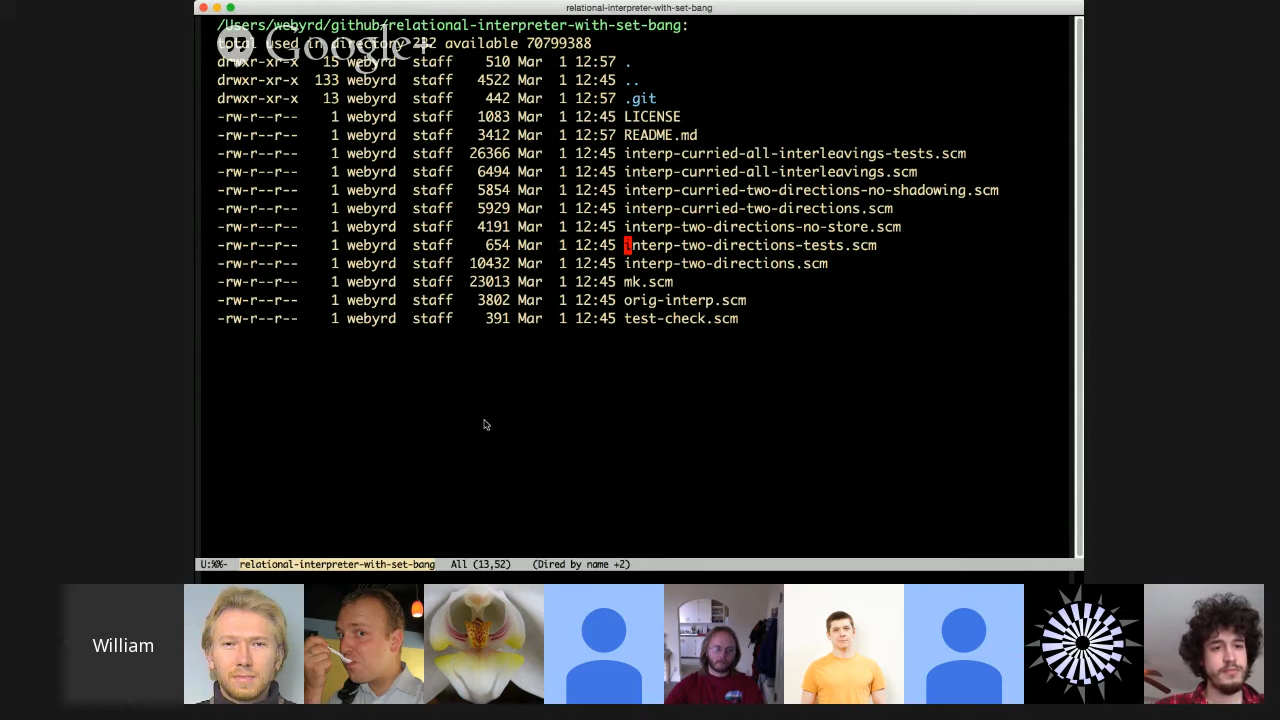 relational-interpreter-with-set-bang
/Users/webyrd/github/relational-interpreter-with-set-bang:
total used in directory 232 available 70799388
Google+
drwxr-xr-x 15 webyrd staff 510 Mar 1 12:57 .
drwxr-xr-x 133 webyrd staff 4522 Mar 1 12:45 ..
drwxr-xr-x 13 webyrd staff 442 Mar 1 12:57 .git
-rw-r--r-- 1 webyrd staff 1083 Mar 1 12:45 LICENSE
-rw-r--r-- 1 webyrd staff 3412 Mar 1 12:57 README.md
-rw-r--r-- 1 webyrd staff 26366 Mar 1 12:45 interp-curried-all-interleavings-tests.scm
-rw-r--r-- 1 webyrd staff 6494 Mar 1 12:45 interp-curried-all-interleavings.scm
-rw-r--r-- 1 webyrd staff 5854 Mar 1 12:45 interp-curried-two-directions-no-shadowing.scm
-rw-r--r-- 1 webyrd staff 5929 Mar 1 12:45 interp-curried-two-directions.scm
-rw-r--r-- 1 webyrd staff 4191 Mar 1 12:45 interp-two-directions-no-store.scm
-rw-r--r-- 1 webyrd staff 654 Mar 1 12:45 interp-two-directions-tests.scm
-rw-r--r-- 1 webyrd staff 10432 Mar 1 12:45 interp-two-directions.scm
-rw-r--r-- 1 webyrd staff 23013 Mar 1 12:45 mk.scm
-rw-r--r-- 1 webyrd staff 3802 Mar 1 12:45 orig-interp.scm
-rw-r--r-- 1 webyrd staff 391 Mar 1 12:45 test-check.scm
U:%%- relational-interpreter-with-set-bang All (13,52) (Dired by name +2)
William